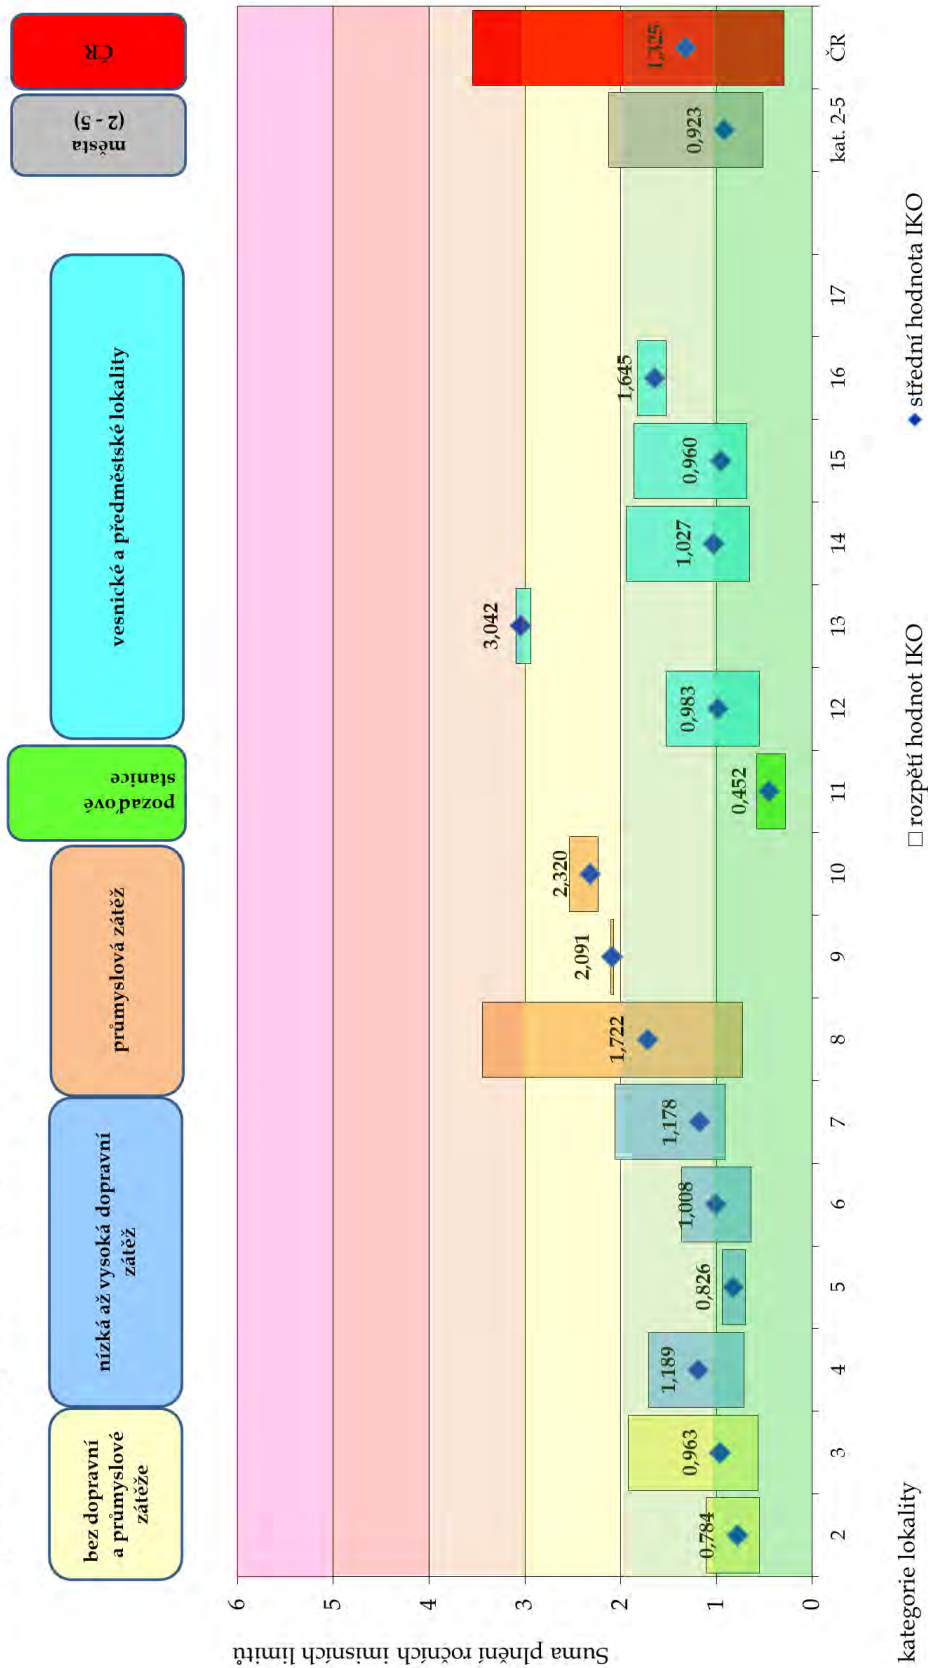 bez dopravní
a průmyslové
zátěže
nízká až vysoká dopravní
zátěž
průmyslová zátěž
pozaďové
stanice
vesnické a předměstské lokality
města
(2 - 5)
ČR
Suma plnění ročních imisních limitů
6
5
4
3
2
1
0
0,784
0,963
1,189
0,826
1,008
1,178
1,722
2,091
2,320
0,452
0,983
3,042
1,027
0,960
1,645
0,923
1,325
2
3
4
5
6
7
8
9
10
11
12
13
14
15
16
17
kat. 2-5
ČR
kategorie lokality
rozpětí hodnot IKO
střední hodnota IKO